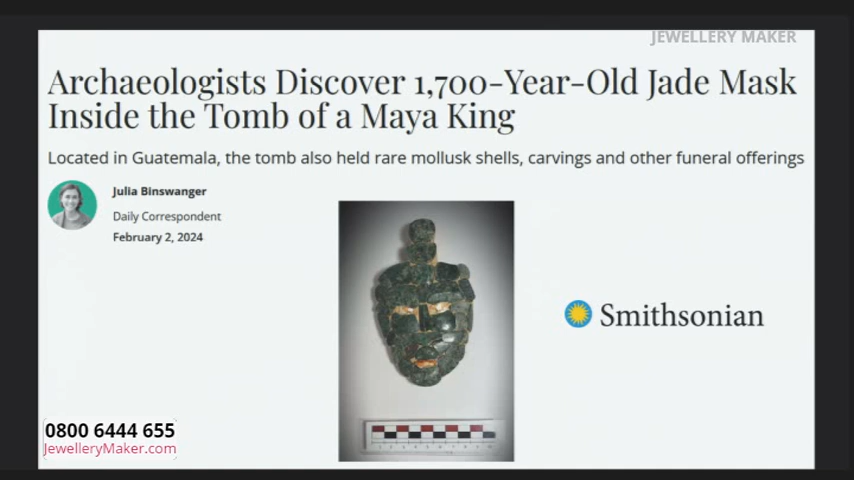 JEWELLERY MAKER
Archaeologists Discover 1,700-Year-Old Jade Mask
Inside the Tomb of a Maya King
Located in Guatemala, the tomb also held rare mollusk shells, carvings and other funeral offerings
Julia Binswanger
Daily Correspondent
February 2, 2024
Smithsonian
0800 6444 655
JewelleryMaker.com